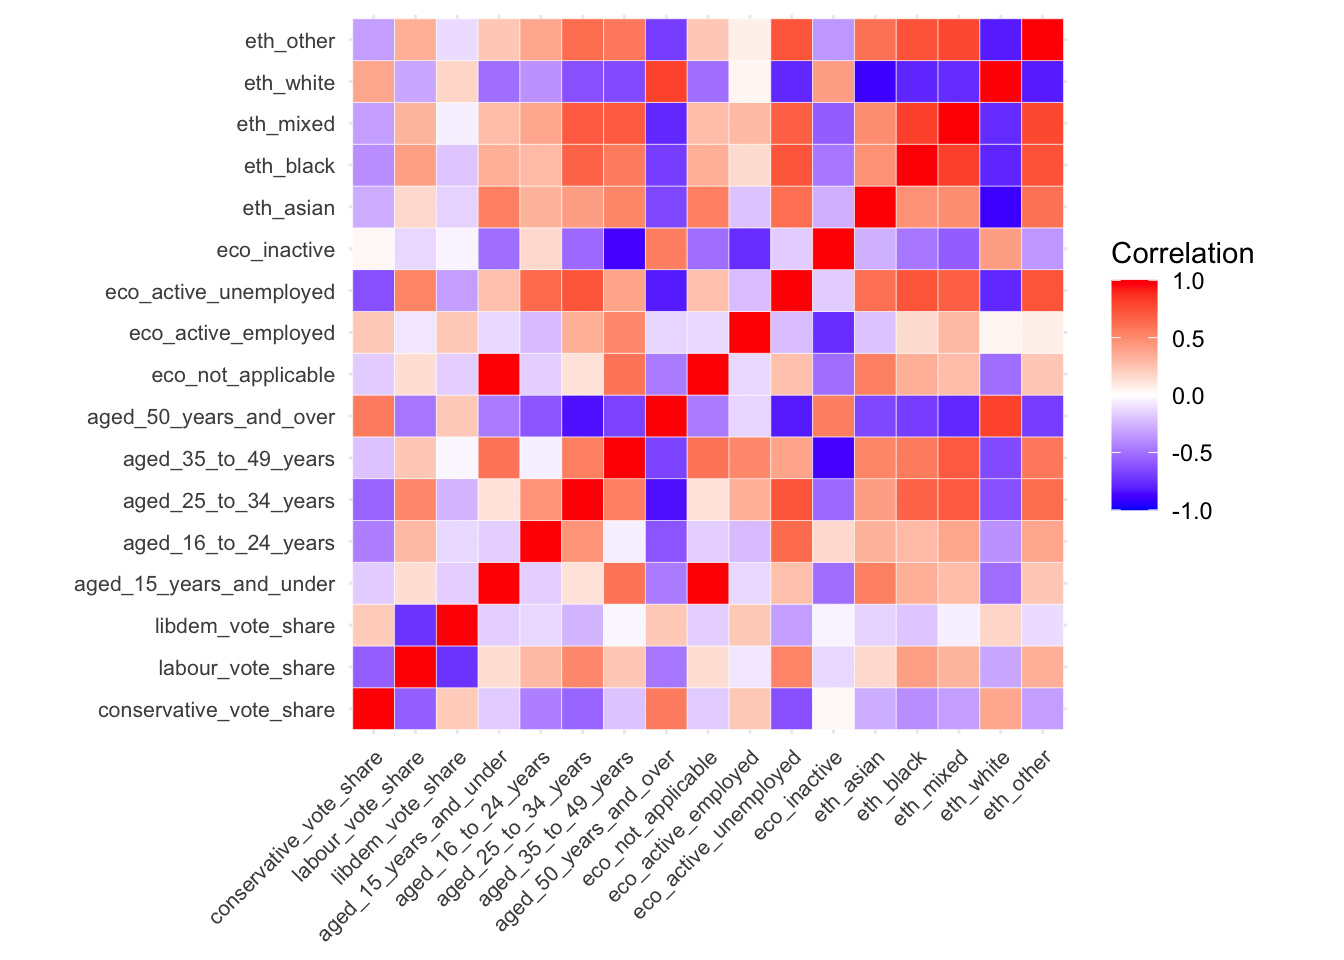 eth_other
eth_white
eth_mixed
eth_black
eth_asian
eco_inactive
eco_active_unemployed
eco_active_employed
eco_not_applicable
aged_50_years_and_over
aged_35_to_49_years
aged_25_to_34_years
aged_16_to_24_years
aged_15_years_and_under
libdem_vote_share
labour_vote_share
conservative_vote_share
conservative_vote_share
labour_vote_share
libdem_vote_share
aged_15_years_and_under
aged_16_to_24_years
aged_25_to_34_years
aged_35_to_49_years
aged_50_years_and_over
eco_not_applicable
eco_active_employed
eco_active_unemployed
eco_inactive
eth_asian
eth_black
eth_mixed
eth_white
eth_other
Correlation
1.0
0.5
0.0
-0.5
-1.0